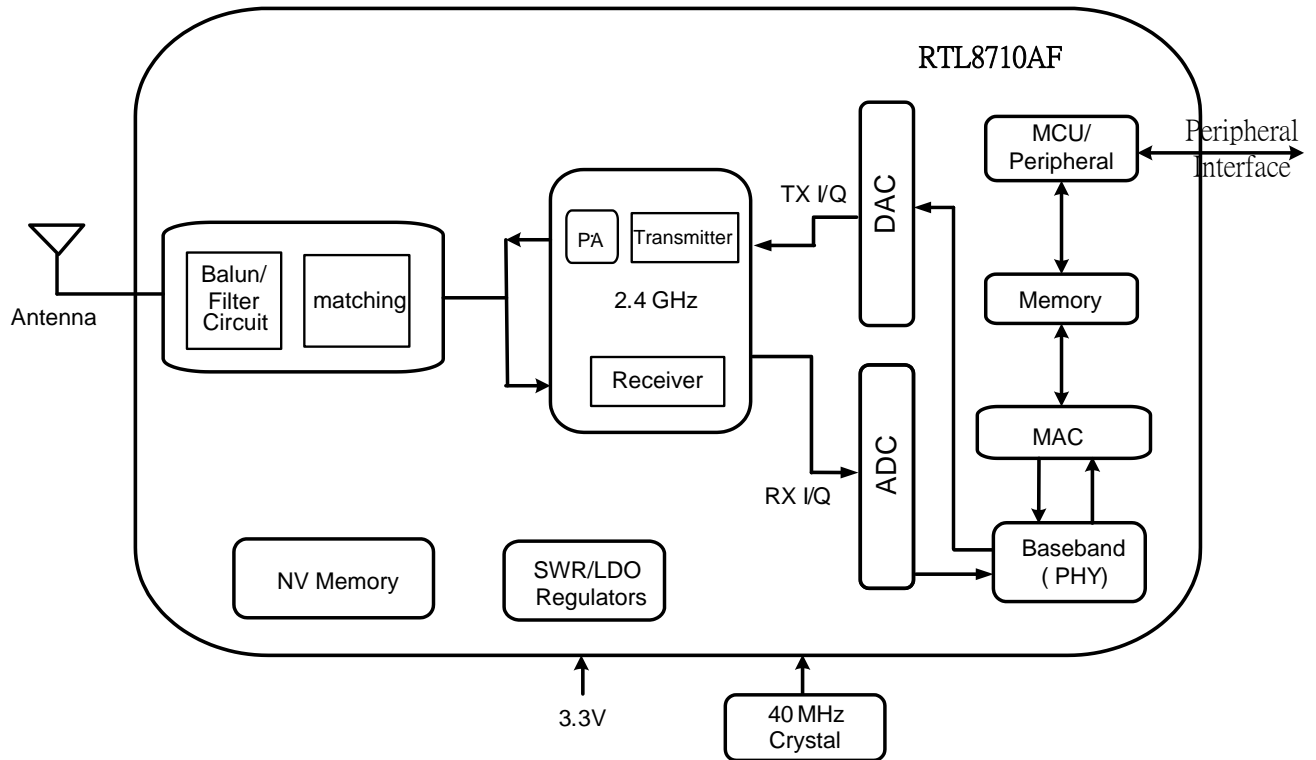 RTL8710AF
MCU/
Peripheral
Peripheral
Interface
DAC
TX I/Q
PA
Transmitter
2.4 GHz
Receiver
Balun/
Filter
Circuit
matching
Antenna
Memory
MAC
ADC
RX I/Q
Baseband
( PHY)
NV Memory
SWR/LDO
Regulators
3.3V
40 MHz
Crystal